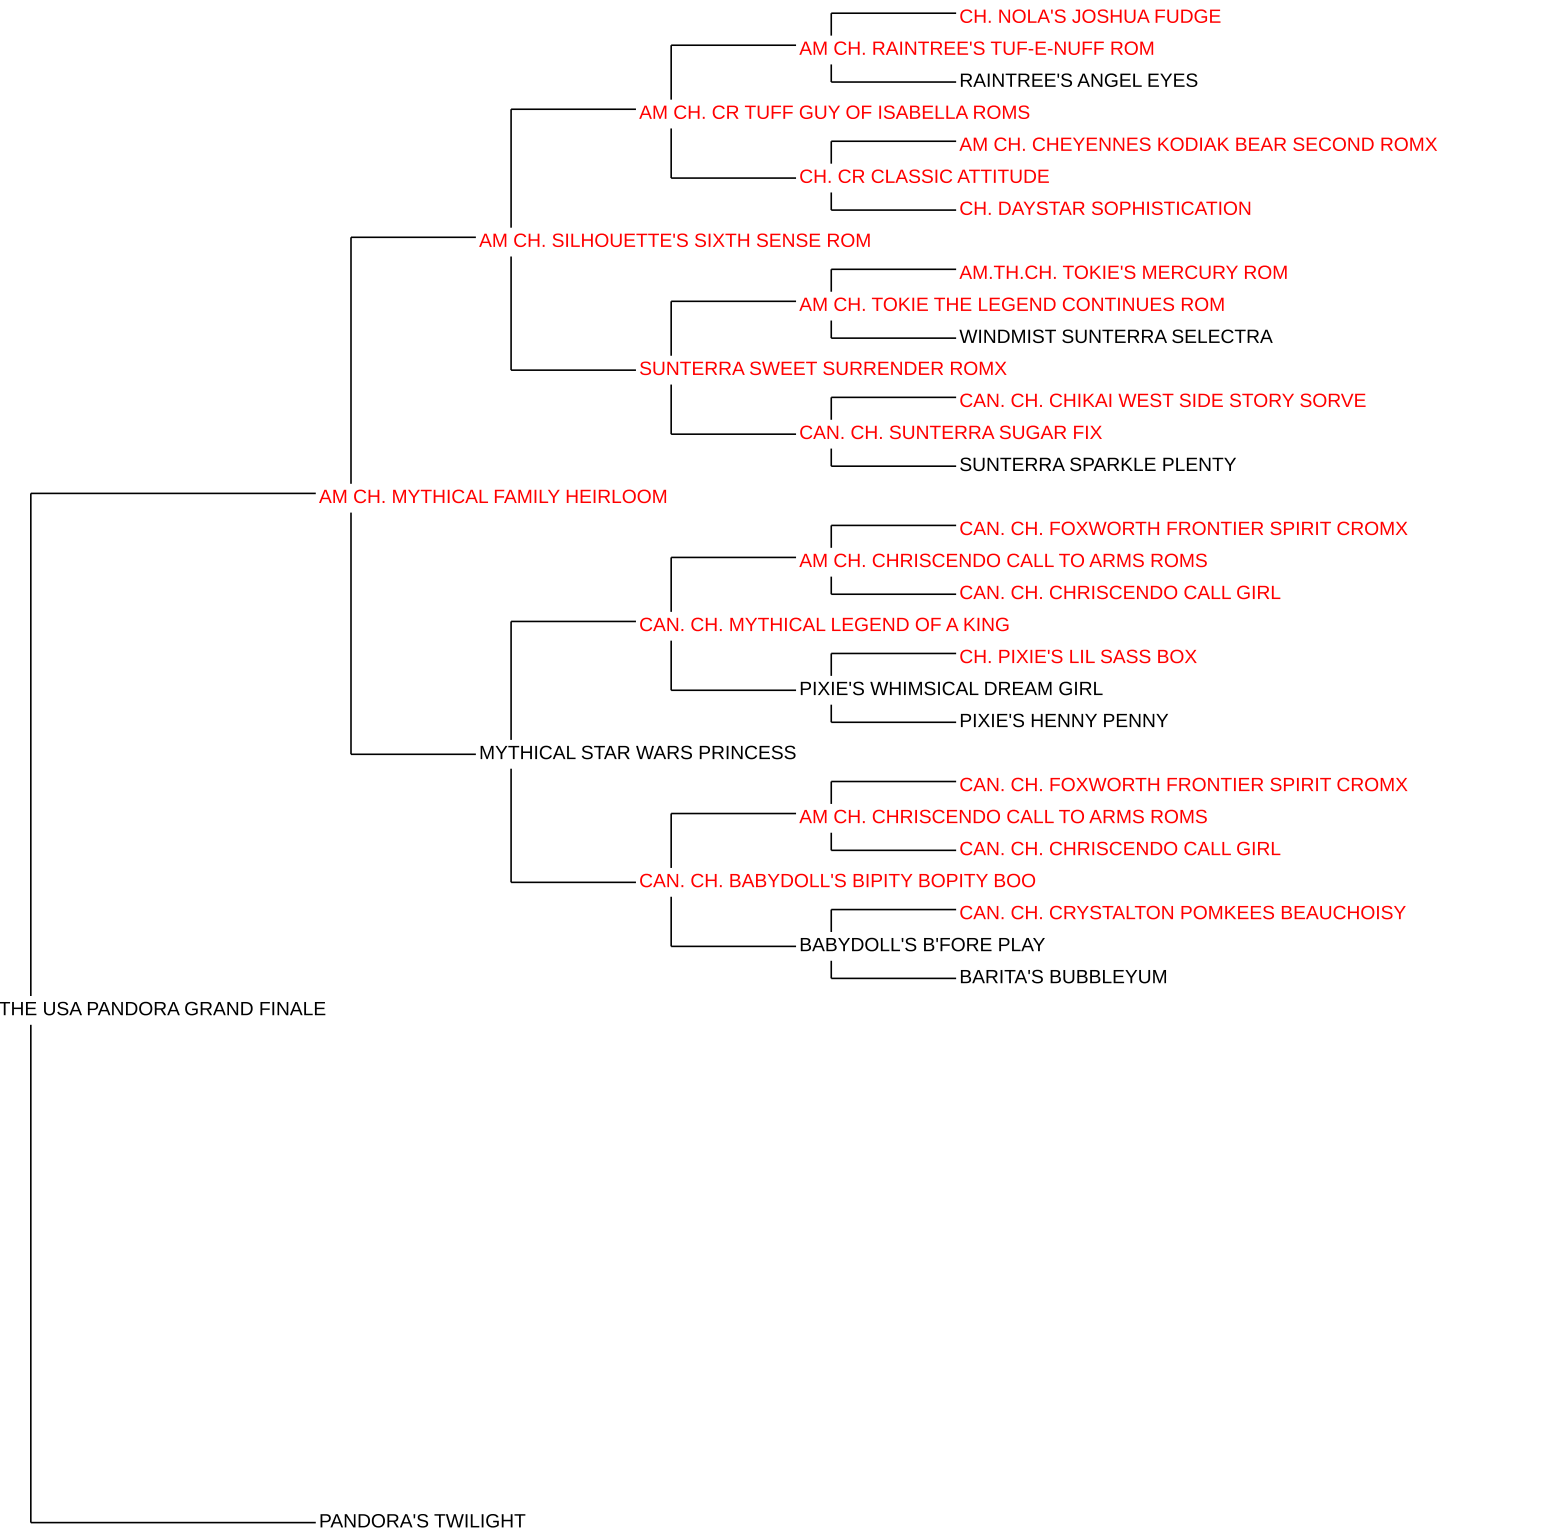 CH. NOLA'S JOSHUA FUDGE
AM CH. RAINTREE'S TUF-E-NUFF ROM
RAINTREE'S ANGEL EYES
AM CH. CR TUFF GUY OF ISABELLA ROMS
AM CH. CHEYENNES KODIAK BEAR SECOND ROMX
CH. CR CLASSIC ATTITUDE
CH. DAYSTAR SOPHISTICATION
AM CH. SILHOUETTE'S SIXTH SENSE ROM
AM.TH.CH. TOKIE'S MERCURY ROM
AM CH. TOKIE THE LEGEND CONTINUES ROM
WINDMIST SUNTERRA SELECTRA
SUNTERRA SWEET SURRENDER ROMX
CAN. CH. CHIKAI WEST SIDE STORY SORVE
CAN. CH. SUNTERRA SUGAR FIX
SUNTERRA SPARKLE PLENTY
AM CH. MYTHICAL FAMILY HEIRLOOM
CAN. CH. FOXWORTH FRONTIER SPIRIT CROMX
AM CH. CHRISCENDO CALL TO ARMS ROMS
CAN. CH. CHRISCENDO CALL GIRL
CAN. CH. MYTHICAL LEGEND OF A KING
CH. PIXIE'S LIL SASS BOX
PIXIE'S WHIMSICAL DREAM GIRL
PIXIE'S HENNY PENNY
MYTHICAL STAR WARS PRINCESS
CAN. CH. FOXWORTH FRONTIER SPIRIT CROMX
AM CH. CHRISCENDO CALL TO ARMS ROMS
CAN. CH. CHRISCENDO CALL GIRL
CAN. CH. BABYDOLL'S BIPITY BOPITY BOO
CAN. CH. CRYSTALTON POMKEES BEAUCHOISY
BABYDOLL'S B'FORE PLAY
BARITA'S BUBBLEYUM
THE USA PANDORA GRAND FINALE
PANDORA'S TWILIGHT